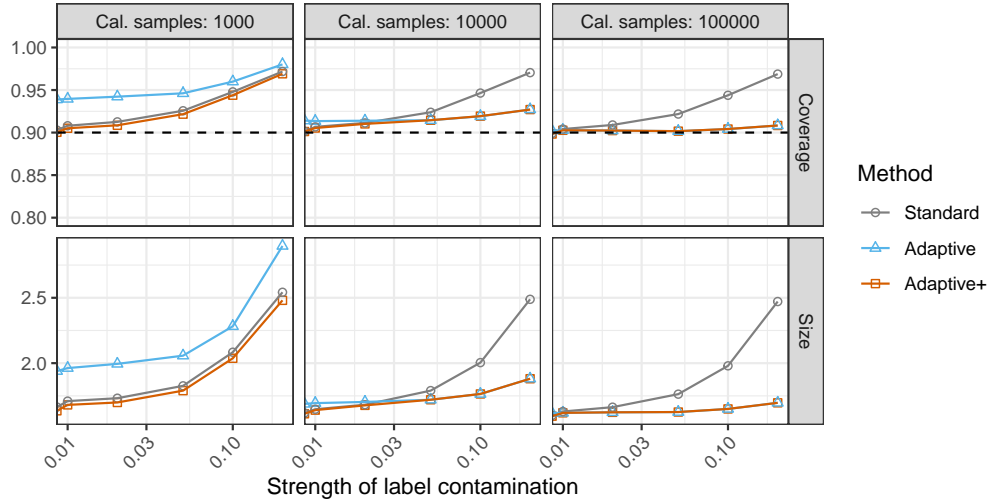 Cal. samples: 1000
Cal. samples: 10000
Cal. samples: 100000
1.00
0.95
0.90
0.85
0.80
Coverage
2.5
2.0
Size
0.01
0.03
0.10
0.01
0.03
0.10
0.01
0.03
0.10
Strength of label contamination
Method
Standard
Adaptive
Adaptive+